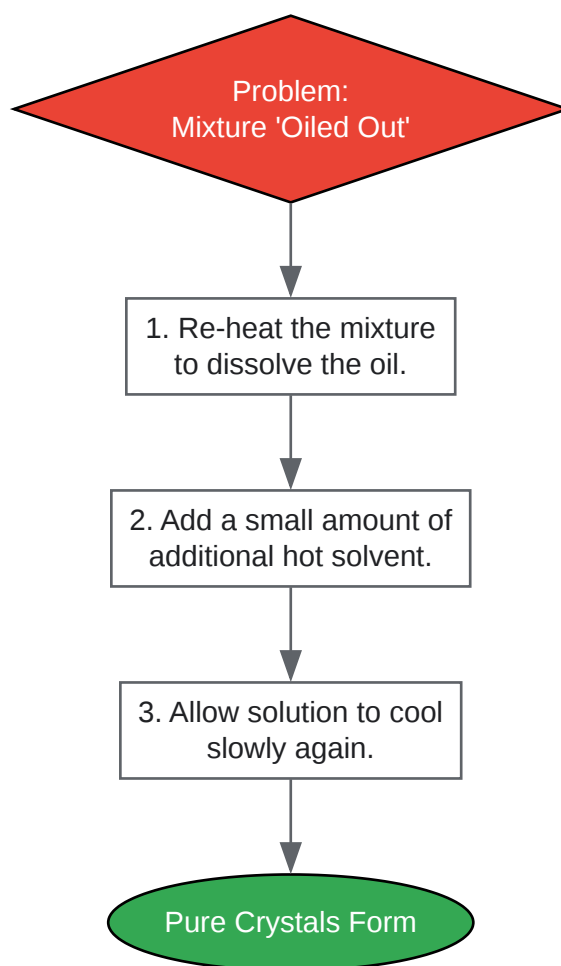 Problem:
Mixture 'Oiled Out'
1. Re-heat the mixture
to dissolve the oil.
2. Add a small amount of
additional hot solvent.
3. Allow solution to cool
slowly again.
Pure Crystals Form